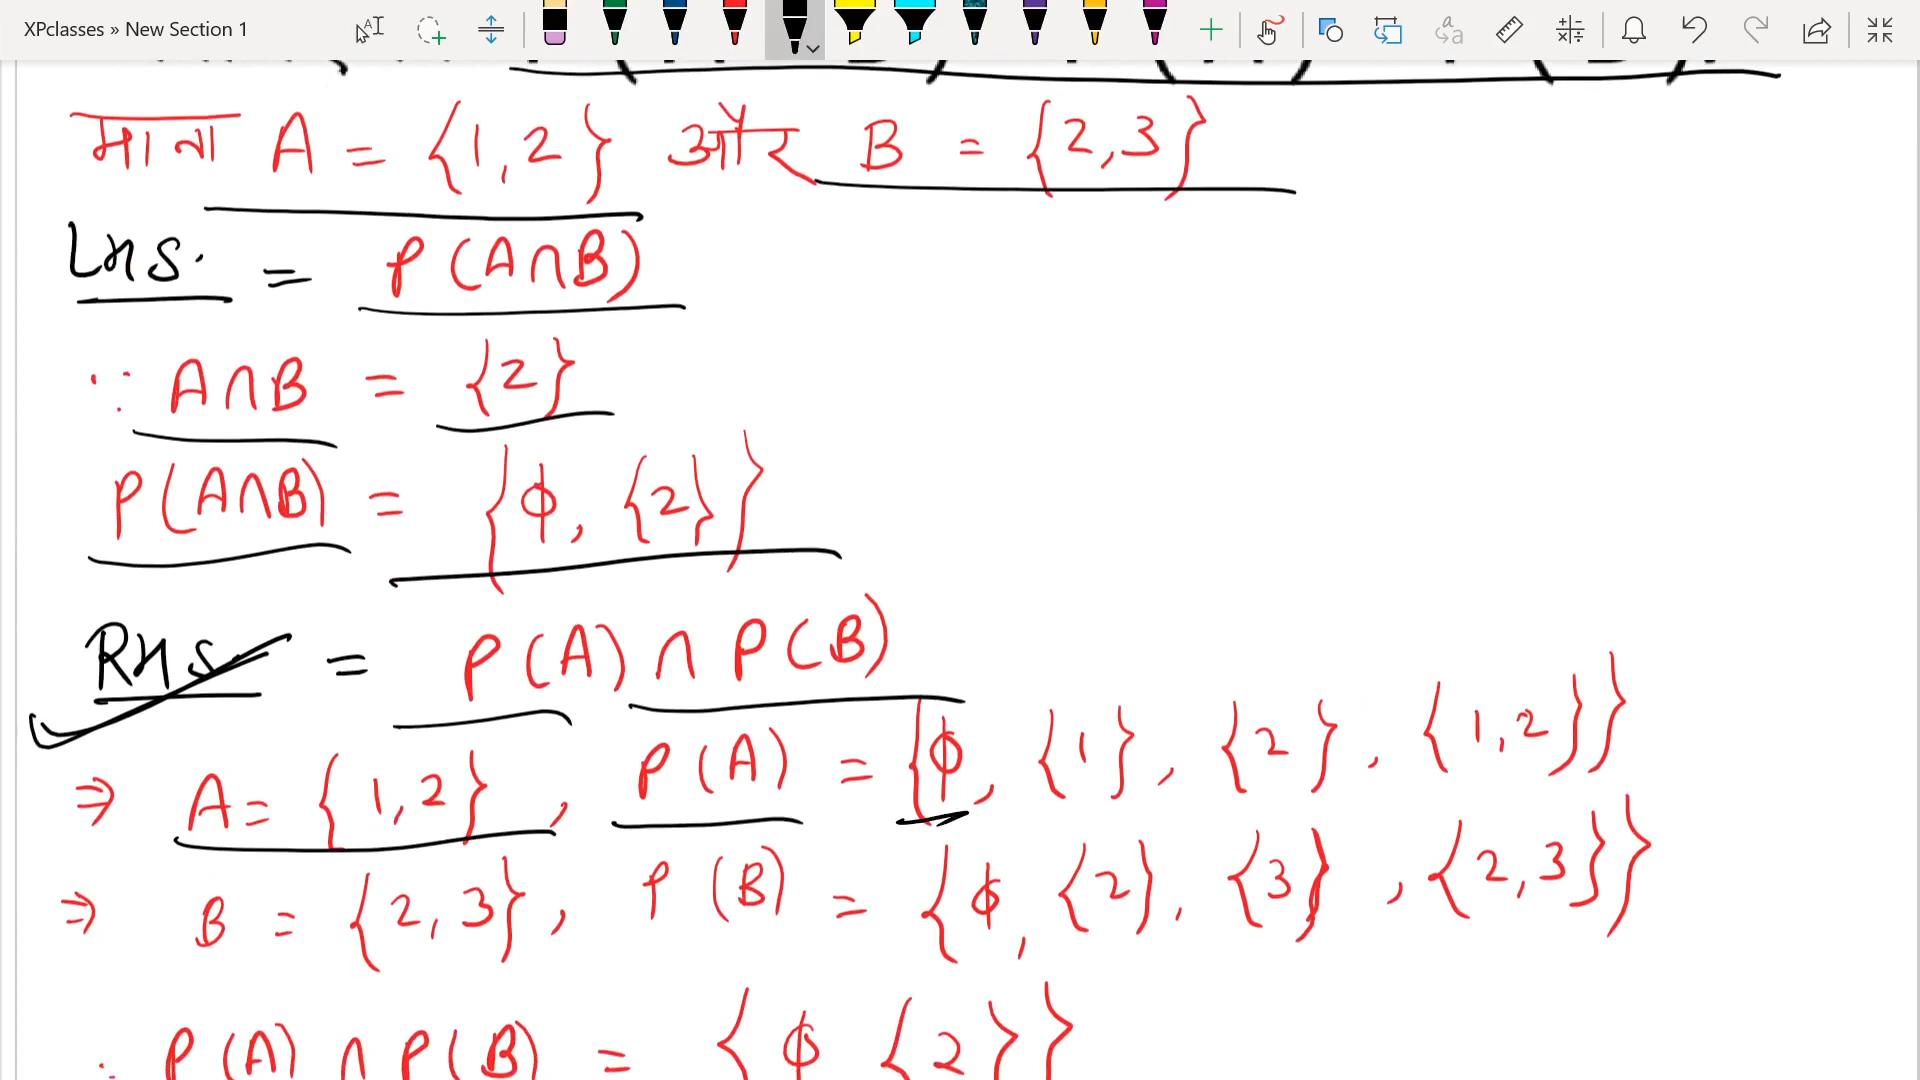 XPclasses » New Section 1
माना A = {1,2} और B = {2,3}
LHS. = P(A∩B)
∵ A∩B = {2}
P(A∩B) = {ϕ, {2}}
RHS = P(A) ∩ P(B)
⇒ A = {1,2}, P(A) = {ϕ, {1}, {2}, {1,2}}
⇒ B = {2,3}, P(B) = {ϕ, {2}, {3}, {2,3}}
P(A) ∩ P(B) = { ϕ {2}}